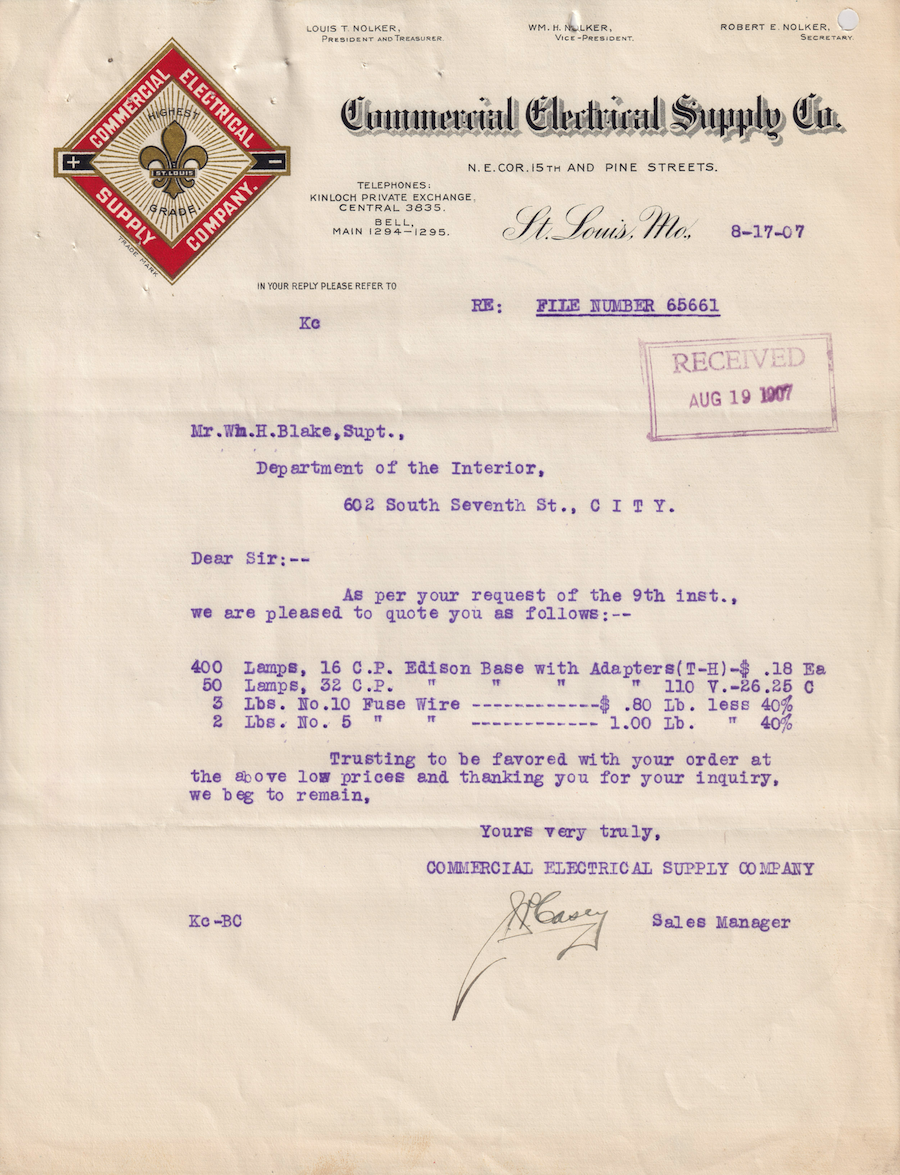 LOUIS T. NOLKER,
PRESIDENT AND TREASURER.
WM. H. NOLKER,
VICE-PRESIDENT.
ROBERT E. NOLKER,
SECRETARY.
COMMERCIAL ELECTRICAL
HIGHEST
+ ST. LOUIS −
GRADE.
SUPPLY COMPANY.
TRADE MARK
Commercial Electrical Supply Co.
N.E.COR.15TH AND PINE STREETS.
TELEPHONES:
KINLOCH PRIVATE EXCHANGE,
CENTRAL 3835.
BELL,
MAIN 1294-1295.
St. Louis, Mo., 8-17-07
IN YOUR REPLY PLEASE REFER TO
RE: FILE NUMBER 65661
Kc
RECEIVED
AUG 19 1907
Mr.Wm.H.Blake,Supt.,
Department of the Interior,
602 South Seventh St., C I T Y.
Dear Sir:--
As per your request of the 9th inst.,
we are pleased to quote you as follows:--
400 Lamps, 16 C.P. Edison Base with Adapters(T-H)-$ .18 Ea
50 Lamps, 32 C.P. " " " " 110 V.-26.25 C
3 Lbs. No.10 Fuse Wire ------------$ .80 Lb. less 40%
2 Lbs. No. 5 " " ------------ 1.00 Lb. " 40%
Trusting to be favored with your order at
the above low prices and thanking you for your inquiry,
we beg to remain,
Yours very truly,
COMMERCIAL ELECTRICAL SUPPLY COMPANY
Kc-BC Casey Sales Manager